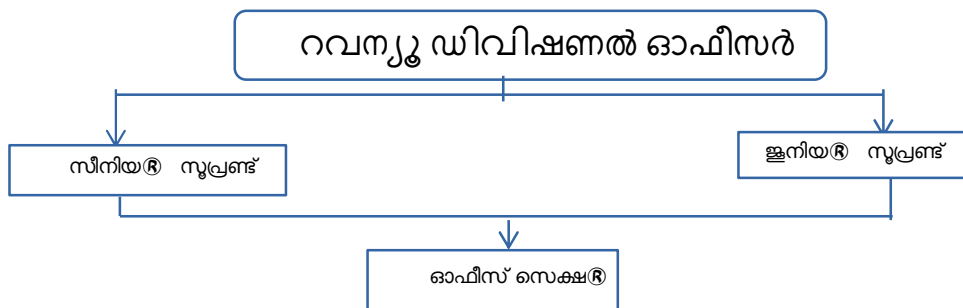 റവന്യൂ ഡിവിഷണൽ ഓഫീസർ
സീനിയ® സൂപ്രണ്ട്
ജൂനിയ® സൂപ്രണ്ട്
ഓഫീസ് സെക്ഷ®